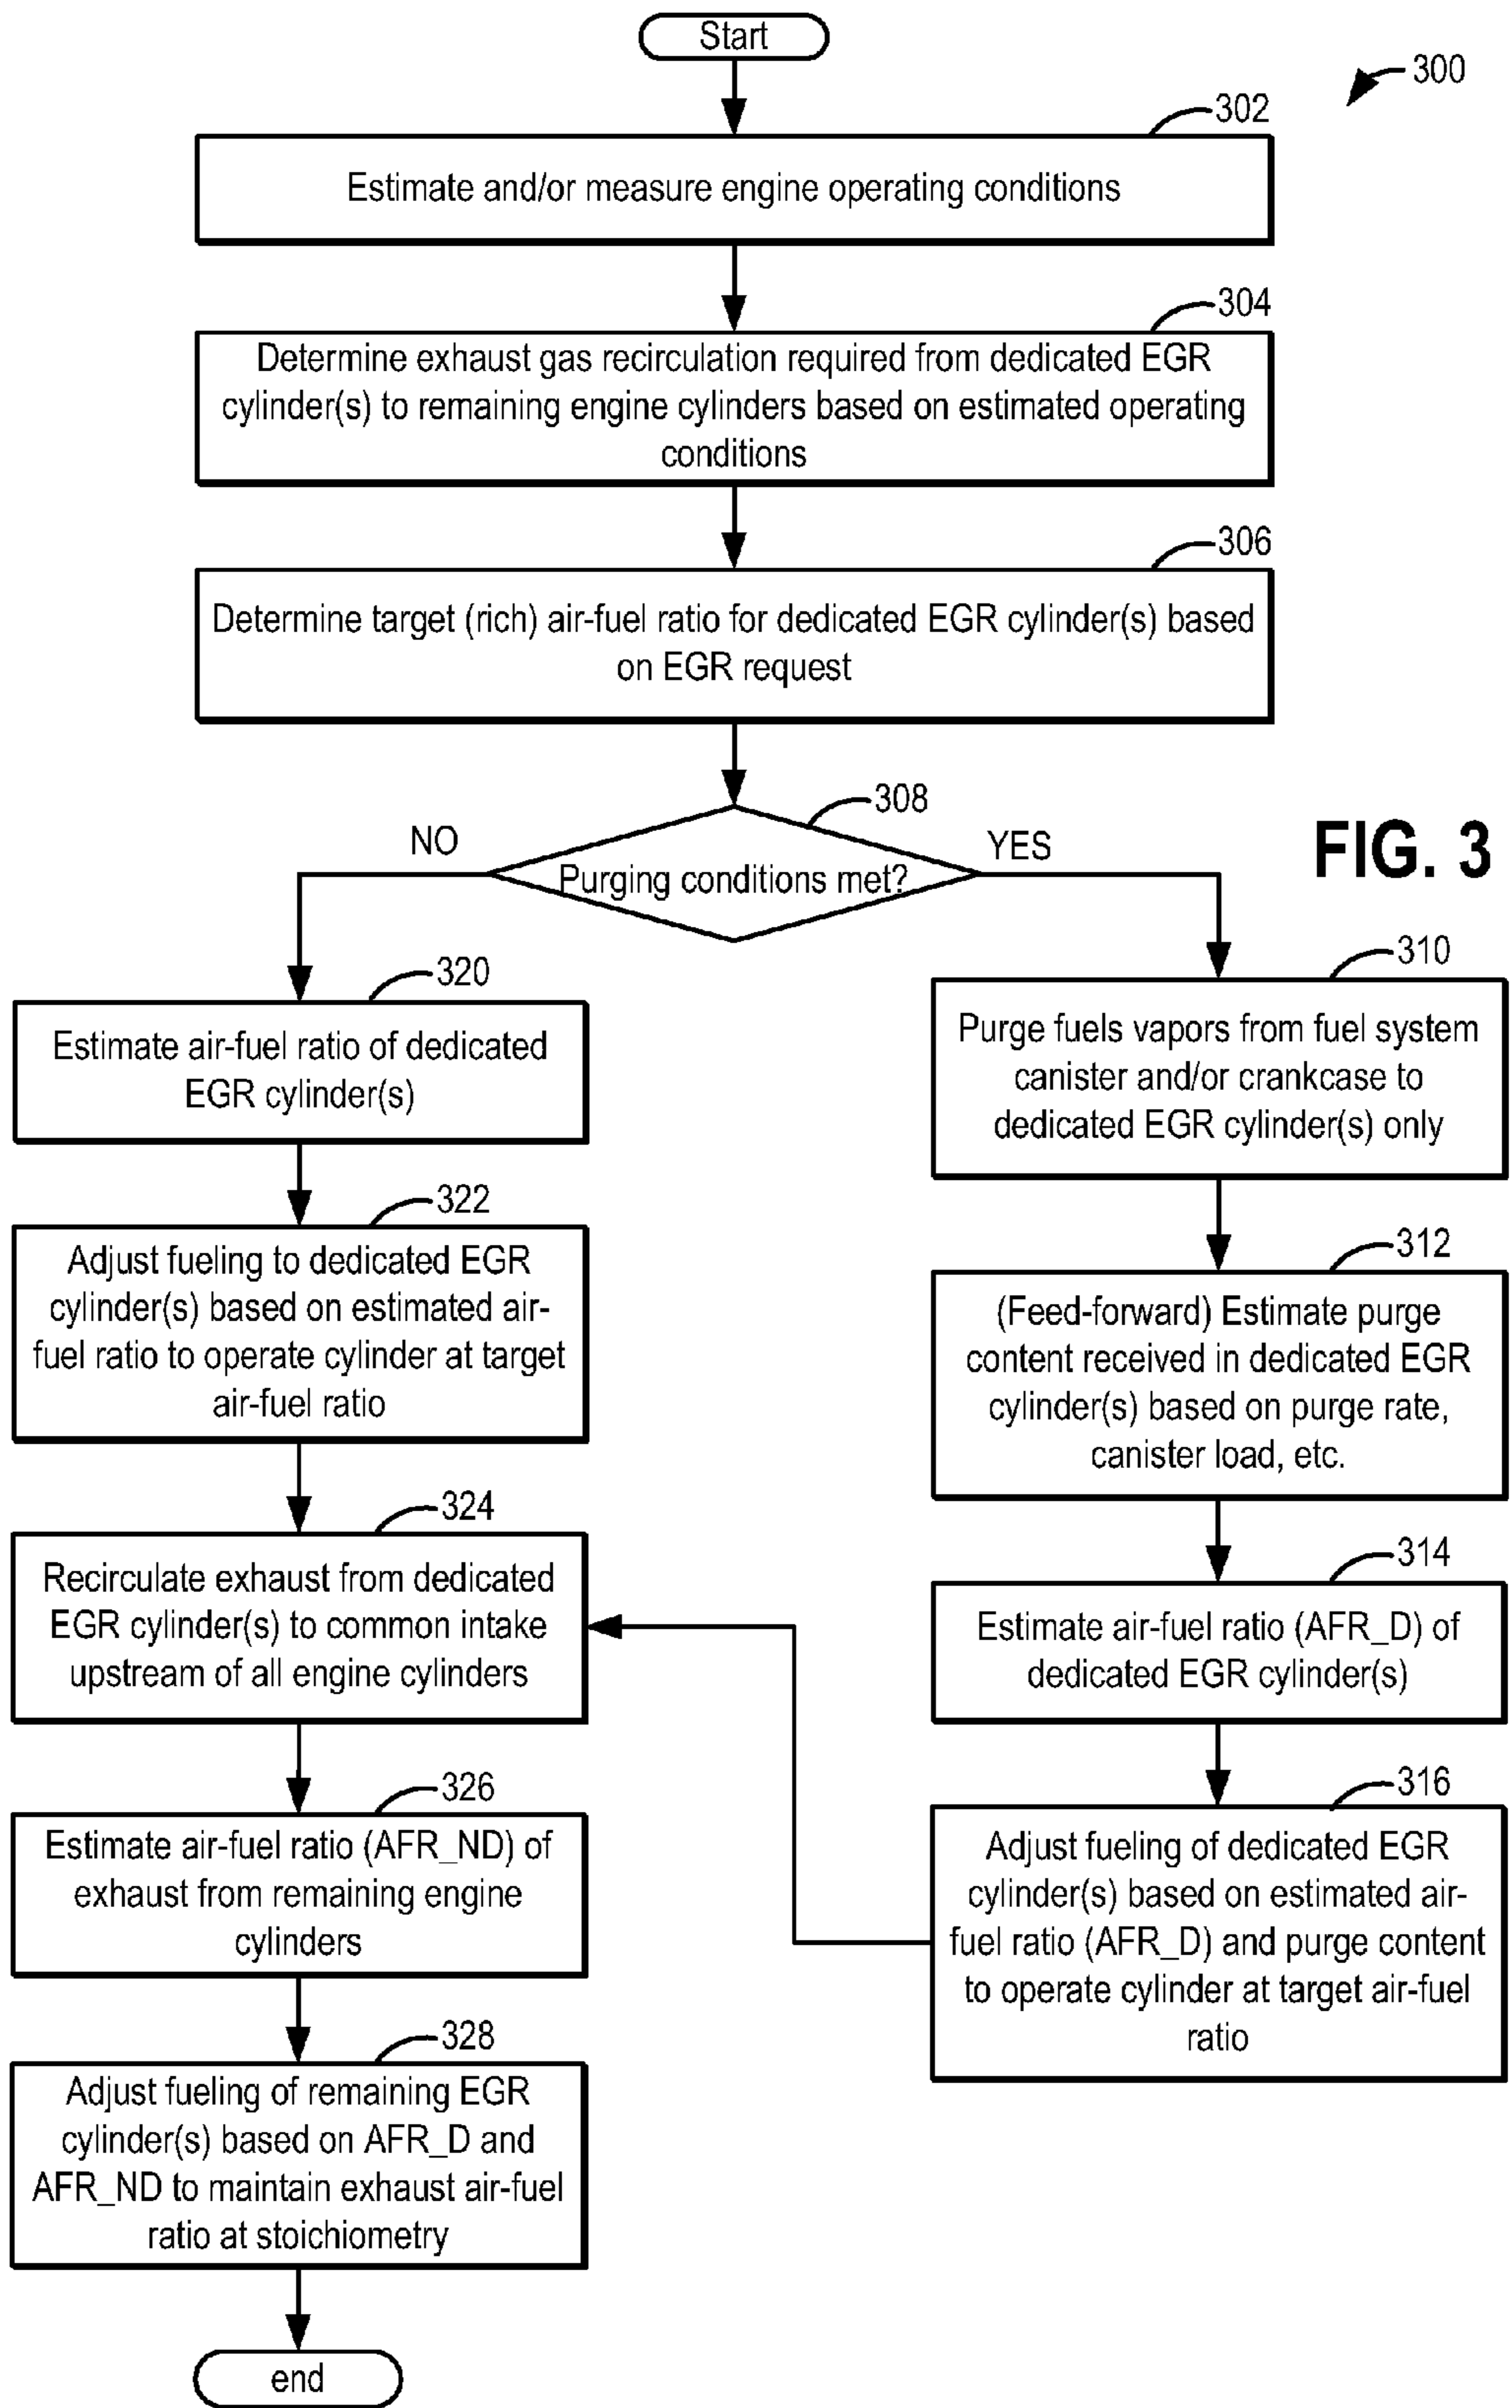 Start
300
302
Estimate and/or measure engine operating conditions
304
Determine exhaust gas recirculation required from dedicated EGR
cylinder(s) to remaining engine cylinders based on estimated operating
conditions
306
Determine target (rich) air-fuel ratio for dedicated EGR cylinder(s) based
on EGR request
308
NO
YES
Purging conditions met?
FIG. 3
320
Estimate air-fuel ratio of dedicated
EGR cylinder(s)
322
Adjust fueling to dedicated EGR
cylinder(s) based on estimated air-
fuel ratio to operate cylinder at target
air-fuel ratio
324
Recirculate exhaust from dedicated
EGR cylinder(s) to common intake
upstream of all engine cylinders
326
Estimate air-fuel ratio (AFR_ND) of
exhaust from remaining engine
cylinders
328
Adjust fueling of remaining EGR
cylinder(s) based on AFR_D and
AFR_ND to maintain exhaust air-fuel
ratio at stoichiometry
end
310
Purge fuels vapors from fuel system
canister and/or crankcase to
dedicated EGR cylinder(s) only
312
(Feed-forward) Estimate purge
content received in dedicated EGR
cylinder(s) based on purge rate,
canister load, etc.
314
Estimate air-fuel ratio (AFR_D) of
dedicated EGR cylinder(s)
316
Adjust fueling of dedicated EGR
cylinder(s) based on estimated air-
fuel ratio (AFR_D) and purge content
to operate cylinder at target air-fuel
ratio